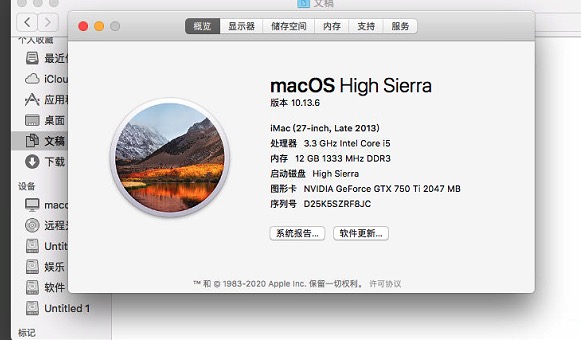 文稿
概览 显示器 储存空间 内存 支持 服务
个人收藏
最近
iClou
应用
桌面
文稿
下载
设备
maco
远程
Untit
娱乐
软件
Untitled 1
标记
macOS High Sierra
版本 10.13.6
iMac (27-inch, Late 2013)
处理器 3.3 GHz Intel Core i5
内存 12 GB 1333 MHz DDR3
启动磁盘 High Sierra
图形卡 NVIDIA GeForce GTX 750 Ti 2047 MB
序列号 D25K5SZRF8JC
系统报告... 软件更新...
™ 和 © 1983-2020 Apple Inc. 保留一切权利。 许可协议